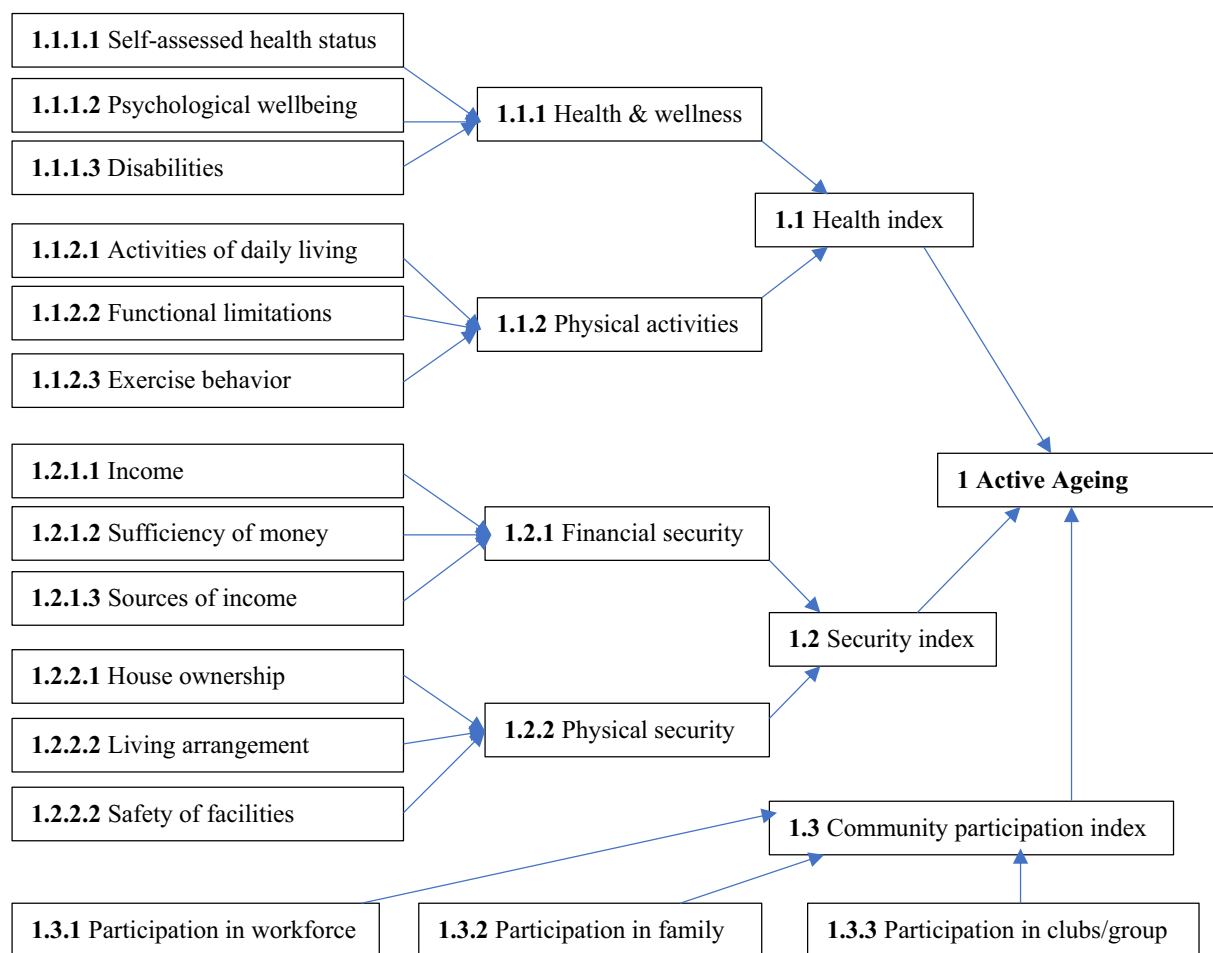 1.1.1.1 Self-assessed health status
1.1.1.2 Psychological wellbeing
1.1.1 Health & wellness
1.1.1.3 Disabilities
1.1 Health index
1.1.2.1 Activities of daily living
1.1.2.2 Functional limitations
1.1.2 Physical activities
1.1.2.3 Exercise behavior
1.2.1.1 Income
1 Active Ageing
1.2.1.2 Sufficiency of money
1.2.1 Financial security
1.2.1.3 Sources of income
1.2 Security index
1.2.2.1 House ownership
1.2.2 Physical security
1.2.2.2 Living arrangement
1.2.2.2 Safety of facilities
1.3 Community participation index
1.3.1 Participation in workforce
1.3.2 Participation in family
1.3.3 Participation in clubs/group